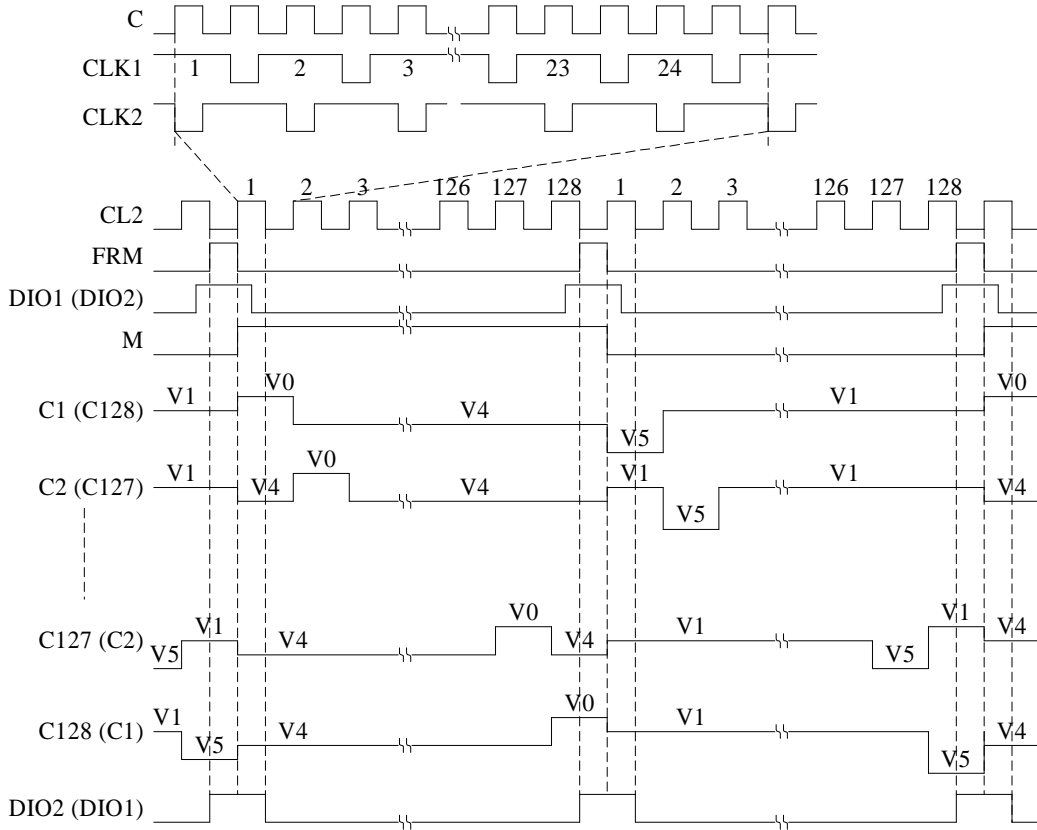 C
CLK1 1 2 3 23 24
CLK2
1 2 3 126 127 128 1 2 3 126 127 128
CL2
FRM
DIO1 (DIO2)
M
V1 V0 V0
C1 (C128) V4 V5 V1
V1 V0 V1 V1
C2 (C127) V4 V4 V5 V4
V1 V0 V1
C127 (C2) V5 V4 V4 V1 V5 V4
V1 V0 V1 V4
C128 (C1) V5 V4 V5
DIO2 (DIO1)